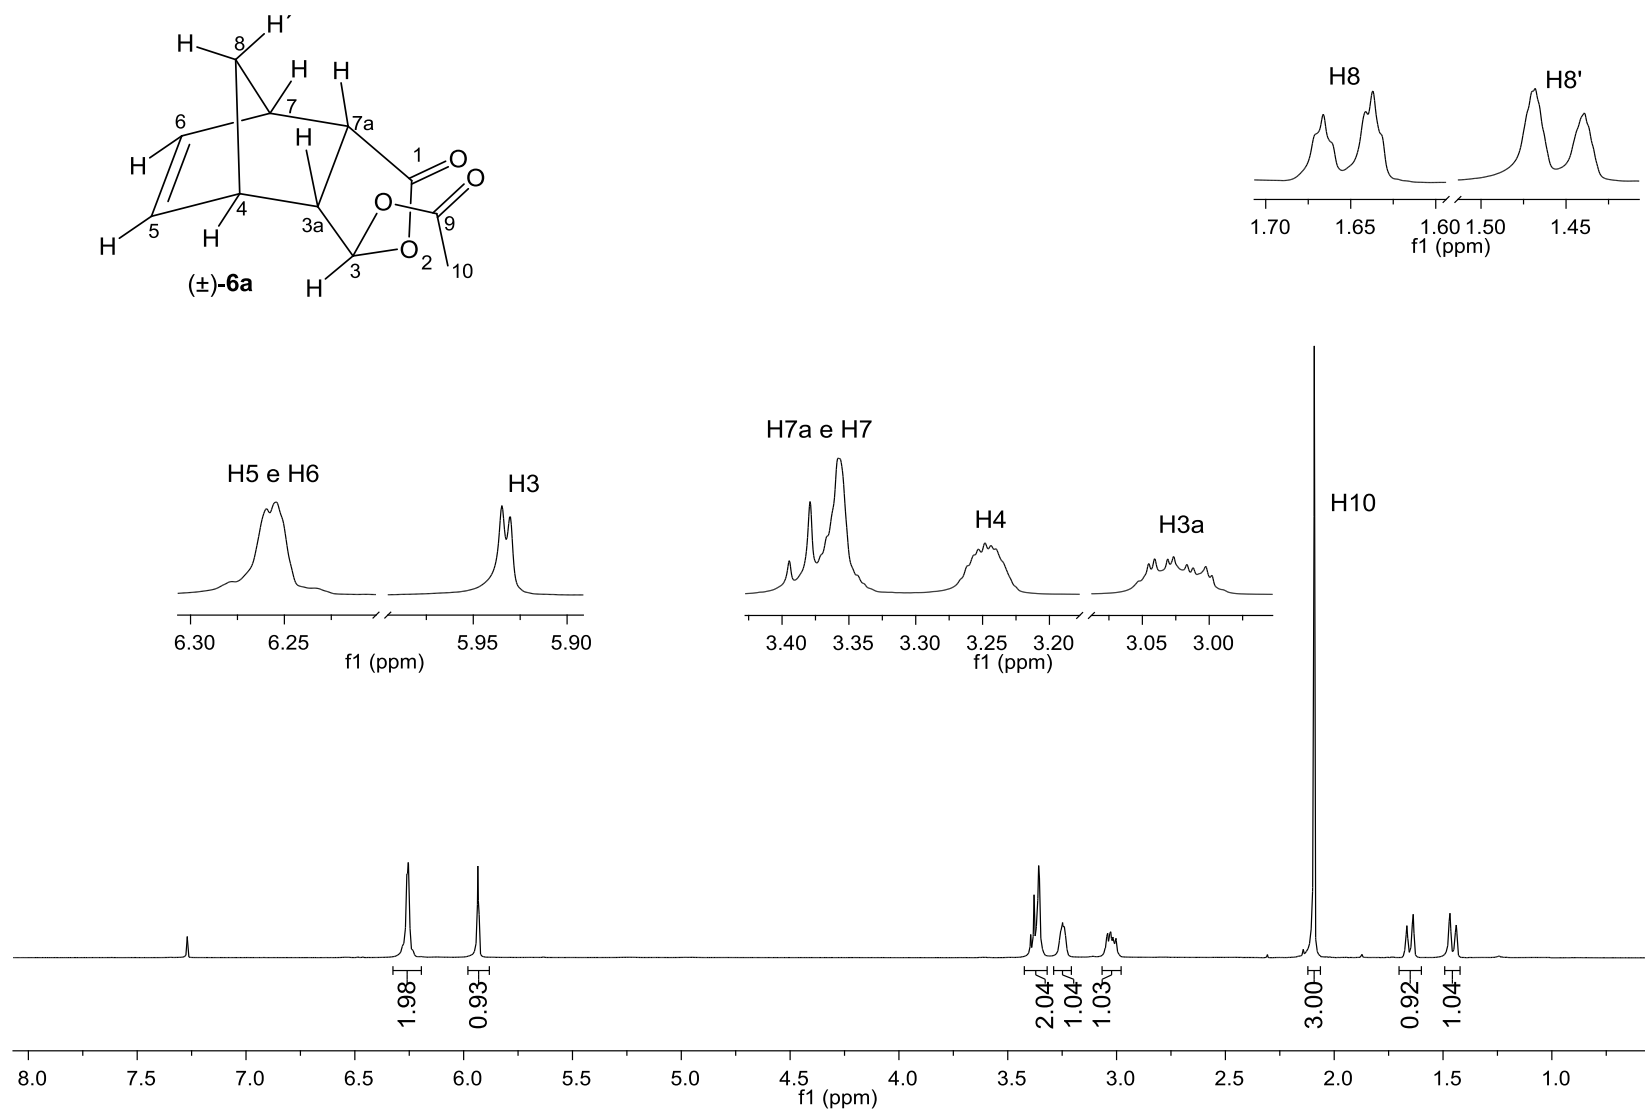 H H´
8
H H
7
6 7a
H
H
1 O
O
O
4 9
3a
5 H
H O 2
3 10
H
(±)-6a
H8 H8'
1.70 1.65 1.60 1.50 1.45
f1 (ppm)
H7a e H7
H5 e H6 H3
H10
H4 H3a
6.30 6.25 5.95 5.90
f1 (ppm)
3.40 3.35 3.30 3.25 3.20 3.05 3.00
f1 (ppm)
1.98 0.93 2.04 1.04 1.03 3.00 0.92 1.04
8.0 7.5 7.0 6.5 6.0 5.5 5.0 4.5 4.0 3.5 3.0 2.5 2.0 1.5 1.0
f1 (ppm)